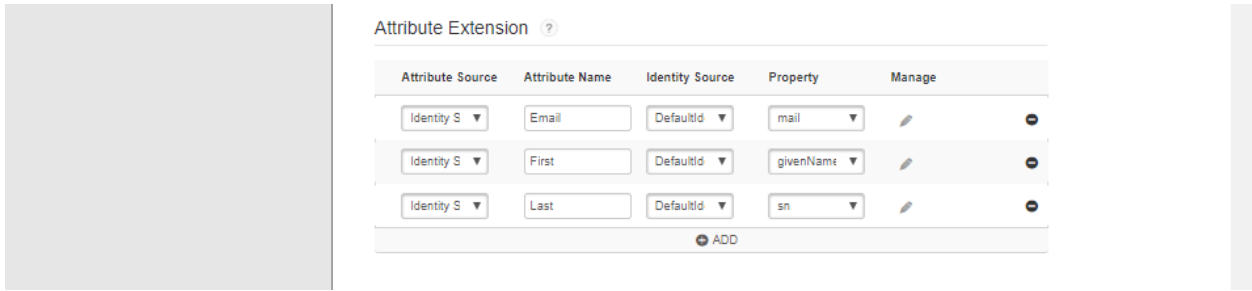 Attribute Extension ?
Attribute Source Attribute Name Identity Source Property Manage
Identity S Email DefaultId mail
Identity S First DefaultId givenName
Identity S Last DefaultId sn
ADD